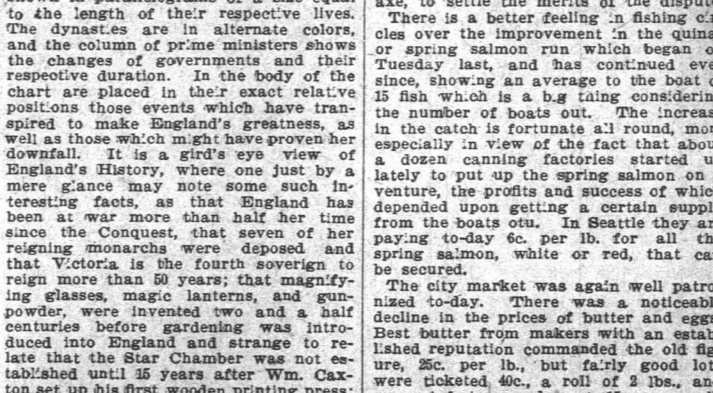 to the length of their respective lives.
The dynasties are in alternate colors,
and the column of prime ministers shows
the changes of governments and their
respective duration. In the body of the
chart are placed in their exact relative
positions those events which have tran-
spired to make England's greatness, as
well as those which might have proven her
downfall. It is a gird's eye view of
England's History, where one just by a
mere glance may note some such in-
teresting facts, as that England has
been at war more than half her time
since the Conquest, that seven of her
reigning monarchs were deposed and
that Victoria is the fourth soverign to
reign more than 50 years; that magnify-
ing glasses, magic lanterns, and gun-
powder, were invented two and a half
centuries before gardening was intro-
duced into England and strange to re-
late that the Star Chamber was not es-
tablished until 15 years after Wm. Cax-
ton set up his first wooden printing press;
axe, to settle the merits of the
There is a better feeling in fishing
cles over the improvement in the
or spring salmon run which began
Tuesday last, and has continued
since, showing an average to the boat
15 fish which is a big thing
the number of boats out. The
in the catch is fortunate all round,
especially in view of the fact that
a dozen canning factories started
lately to put up the spring salmon on
venture, the profits and success of
depended upon getting a certain
from the boats otu. In Seattle they
paying to-day 6c. per lb. for all
spring salmon, white or red, that
be secured.
The city market was again well
nized to-day. There was a
decline in the prices of butter and
Best butter from makers with an
lished reputation commanded the old
ure, 25c. per lb., but fairly good
were ticketed 40c., a roll of 2 lbs.,